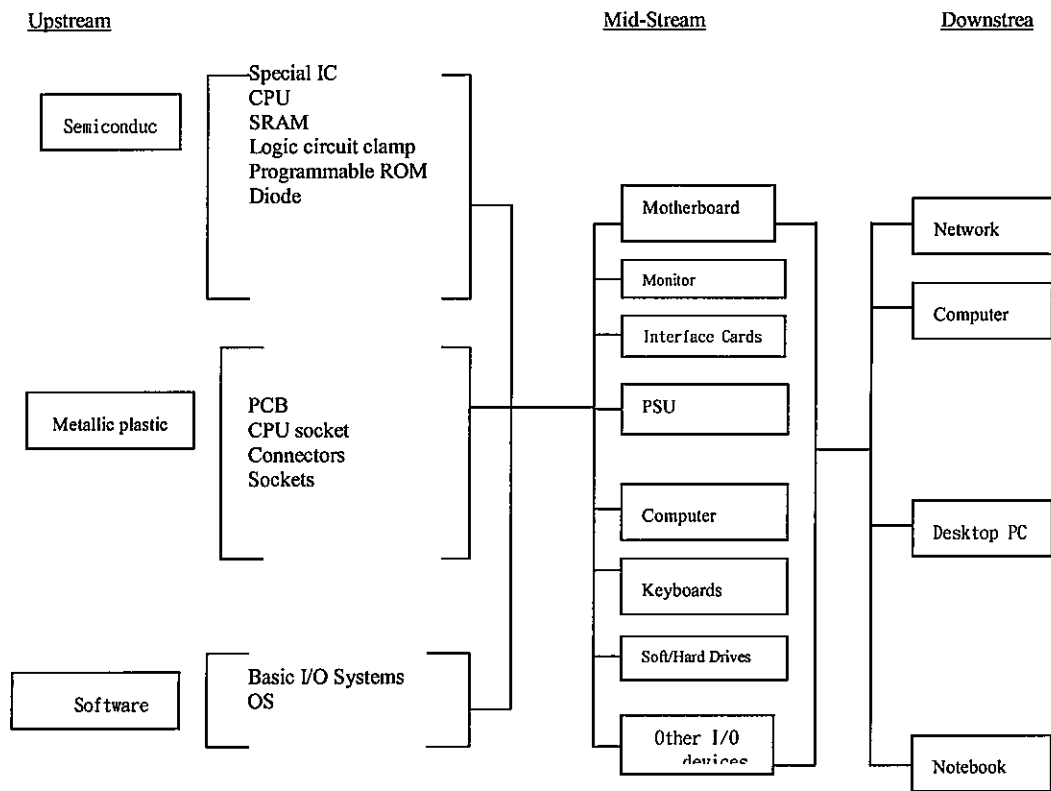 Upstream
Mid-Stream
Downstrea
Semiconduc
Special IC
CPU
SRAM
Logic circuit clamp
Programmable ROM
Diode
Metallic plastic
PCB
CPU socket
Connectors
Sockets
Software
Basic I/O Systems
OS
Motherboard
Monitor
Interface Cards
PSU
Computer
Keyboards
Soft/Hard Drives
Other I/O
devices
Network
Computer
Desktop PC
Notebook